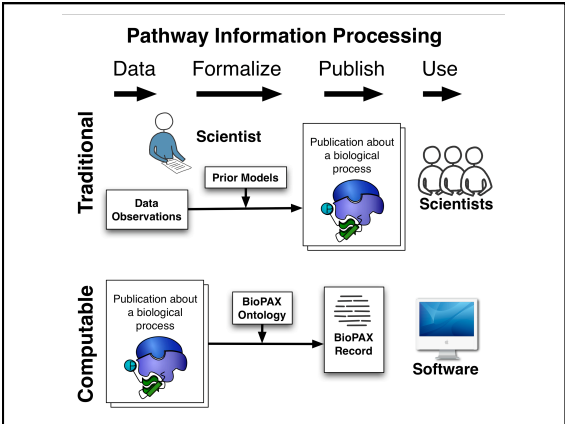 Pathway Information Processing
Data Formalize Publish Use
Traditional
Scientist
Prior Models
Data
Observations
Publication about
a biological
process
Scientists
Computable
Publication about
a biological
process
BioPAX
Ontology
BioPAX
Record
Software